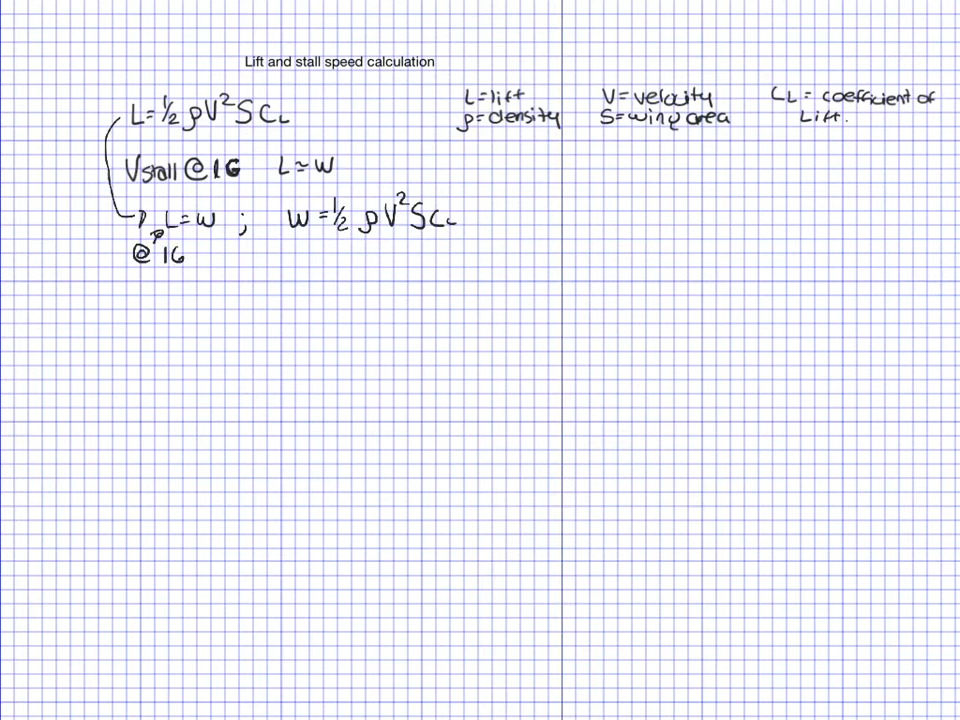 Lift and stall speed calculation
L=½ρV²SCL
L=lift
ρ=density
V=velocity
S=wing area
CL=coefficient of
Lift.
Vstall@1G L≈W
L=W ; W=½ρV²SCL
@1G